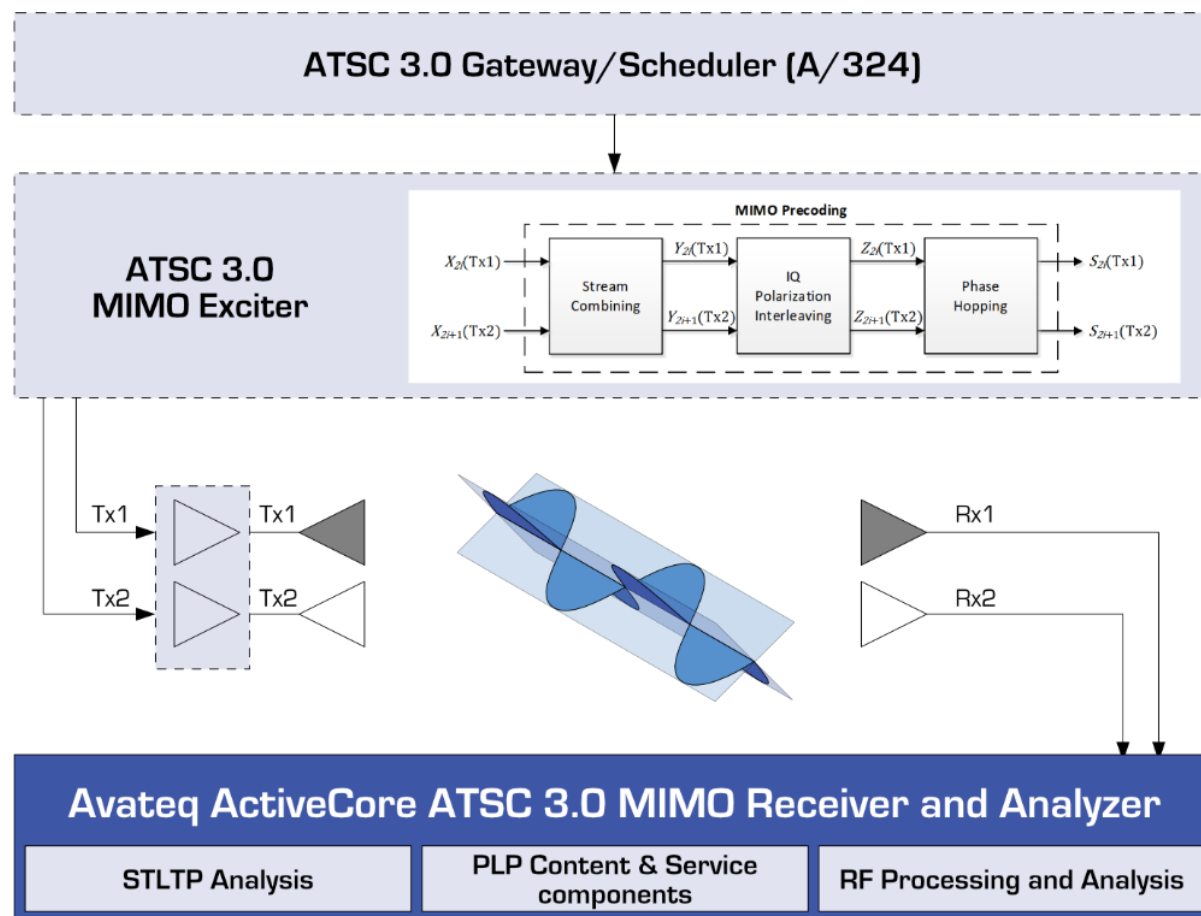 ATSC 3.0 Gateway/Scheduler (A/324)
ATSC 3.0
MIMO Exciter
MIMO Precoding
X2i(Tx1)
X2i+1(Tx2)
Stream
Combining
Y2i(Tx1)
Y2i+1(Tx2)
IQ
Polarization
Interleaving
Z2i(Tx1)
Z2i+1(Tx2)
Phase
Hopping
S2i(Tx1)
S2i+1(Tx2)
Tx1
Tx1
Rx1
Tx2
Tx2
Rx2
Avateq ActiveCore ATSC 3.0 MIMO Receiver and Analyzer
STLTP Analysis
PLP Content & Service
components
RF Processing and Analysis